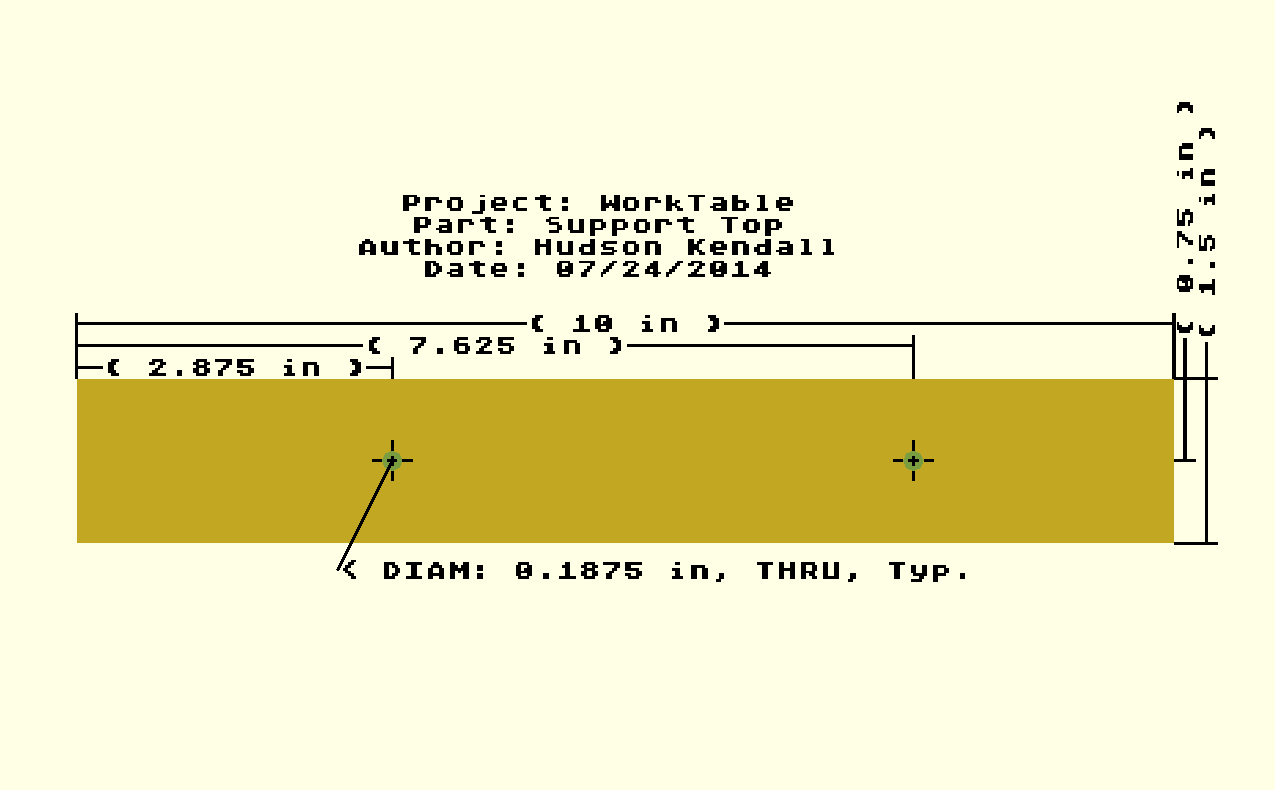 Project: WorkTable
Part: Support Top
Author: Hudson Kendall
Date: 07/24/2014
( 10 in )
( 7.625 in )
( 2.875 in )
( 0.75 in )
( 1.5 in )
< DIAM: 0.1875 in, THRU, Typ.